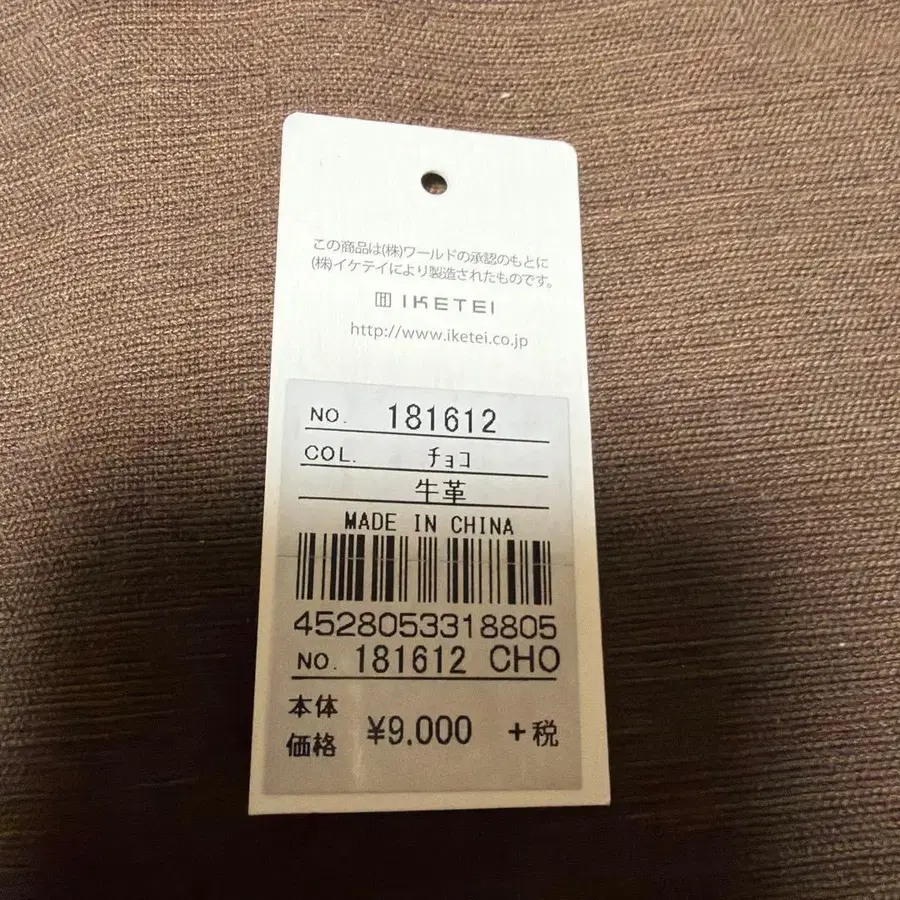 この商品は(株)ワールドの承認のもとに
(株)イケテイにより製造されたものです。
IKETEI
http://www.iketei.co.jp
NO. 181612
COL. ﾁｮｺ
牛革
MADE IN CHINA
4528053318805
NO. 181612 CHO
本体
価格 ¥9.000 +税